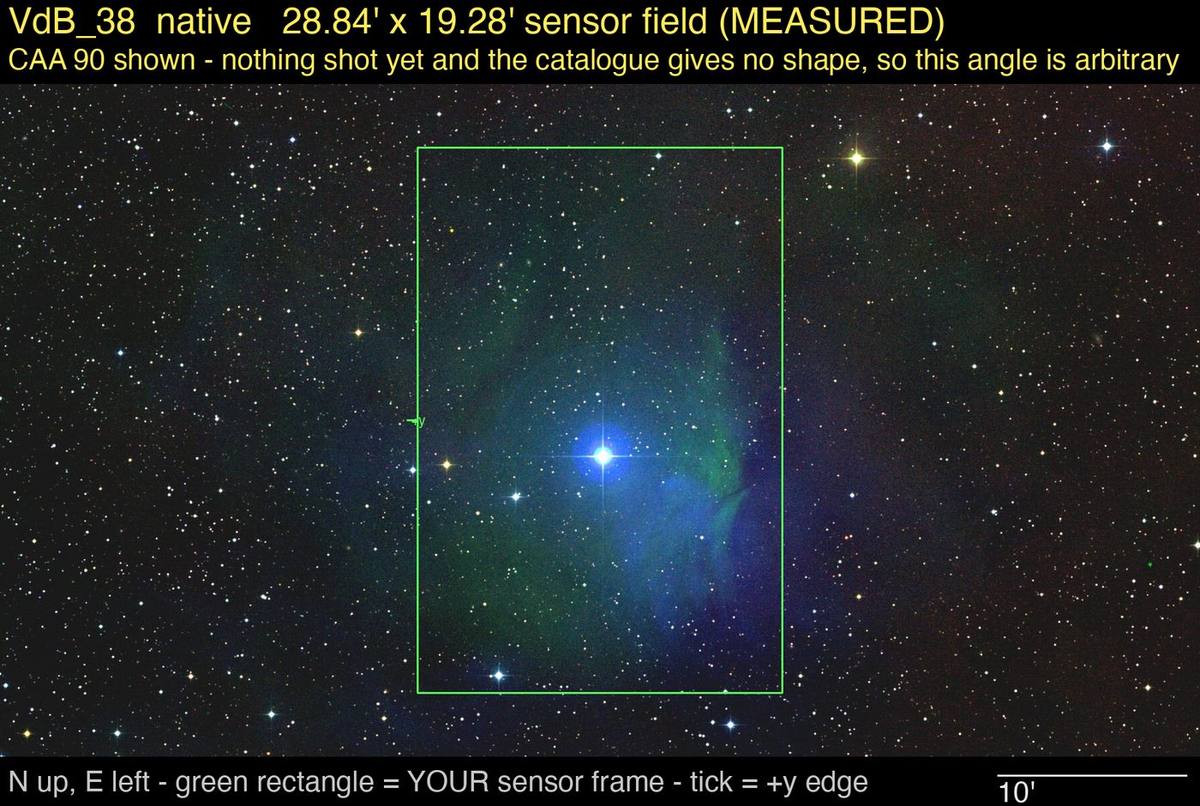 VdB_38 native 28.84' x 19.28' sensor field (MEASURED)
CAA 90 shown - nothing shot yet and the catalogue gives no shape, so this angle is arbitrary
+y
N up, E left - green rectangle = YOUR sensor frame - tick = +y edge
10'